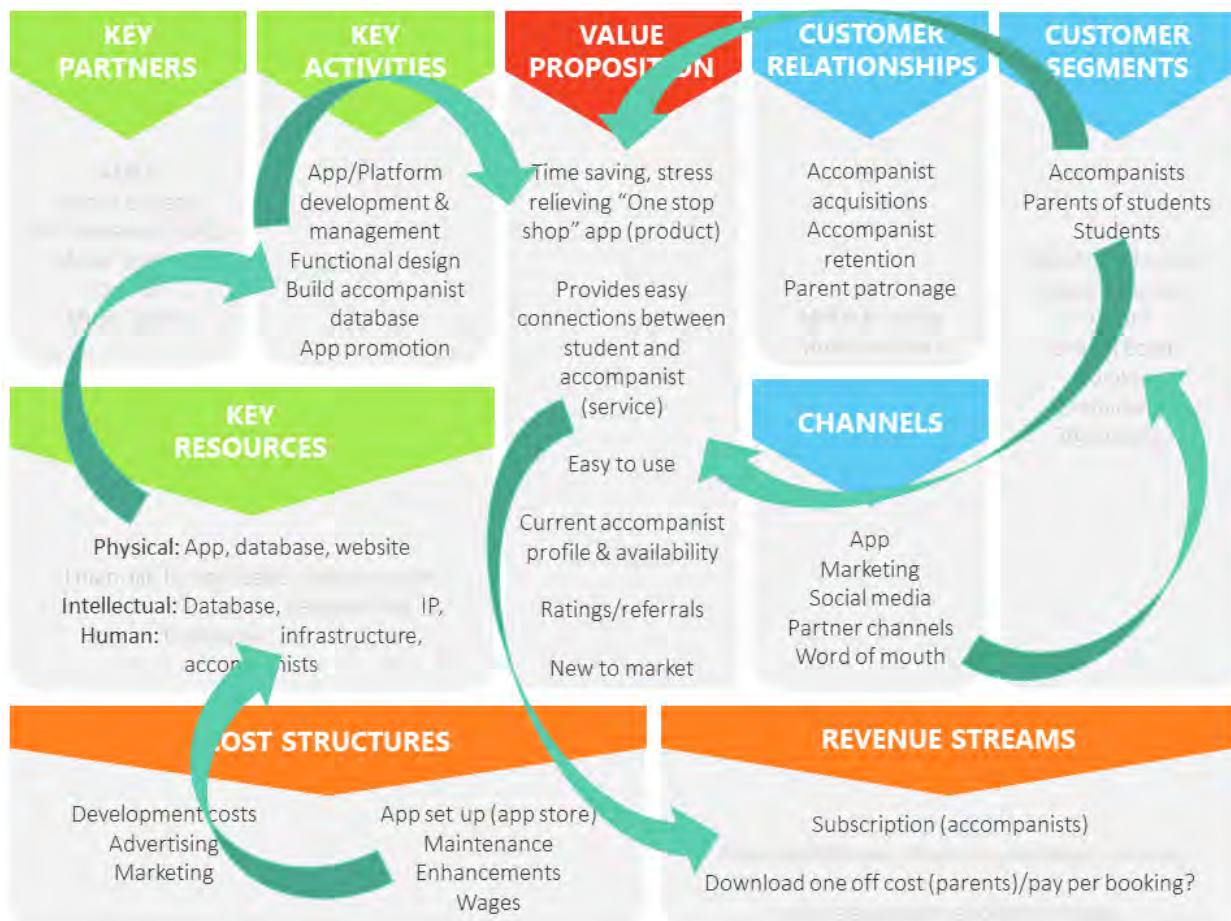 KEY
PARTNERS
KEY
ACTIVITIES
App/Platform
development &
management
Functional design
Build accompanist
database
App promotion
VALUE
PROPOSITION
Time saving, stress
relieving “One stop
shop” app (product)
Provides easy
connections between
student and
accompanist
(service)
Easy to use
Current accompanist
profile & availability
Ratings/referrals
New to market
CUSTOMER
RELATIONSHIPS
Accompanist
acquisitions
Accompanist
retention
Parent patronage
CUSTOMER
SEGMENTS
Accompanists
Parents of students
Students
KEY
RESOURCES
Physical: App, database, website
Intellectual: Database, IP,
Human: infrastructure,
accompanists
CHANNELS
App
Marketing
Social media
Partner channels
Word of mouth
COST STRUCTURES
Development costs
Advertising
Marketing
App set up (app store)
Maintenance
Enhancements
Wages
REVENUE STREAMS
Subscription (accompanists)
Download one off cost (parents)/pay per booking?